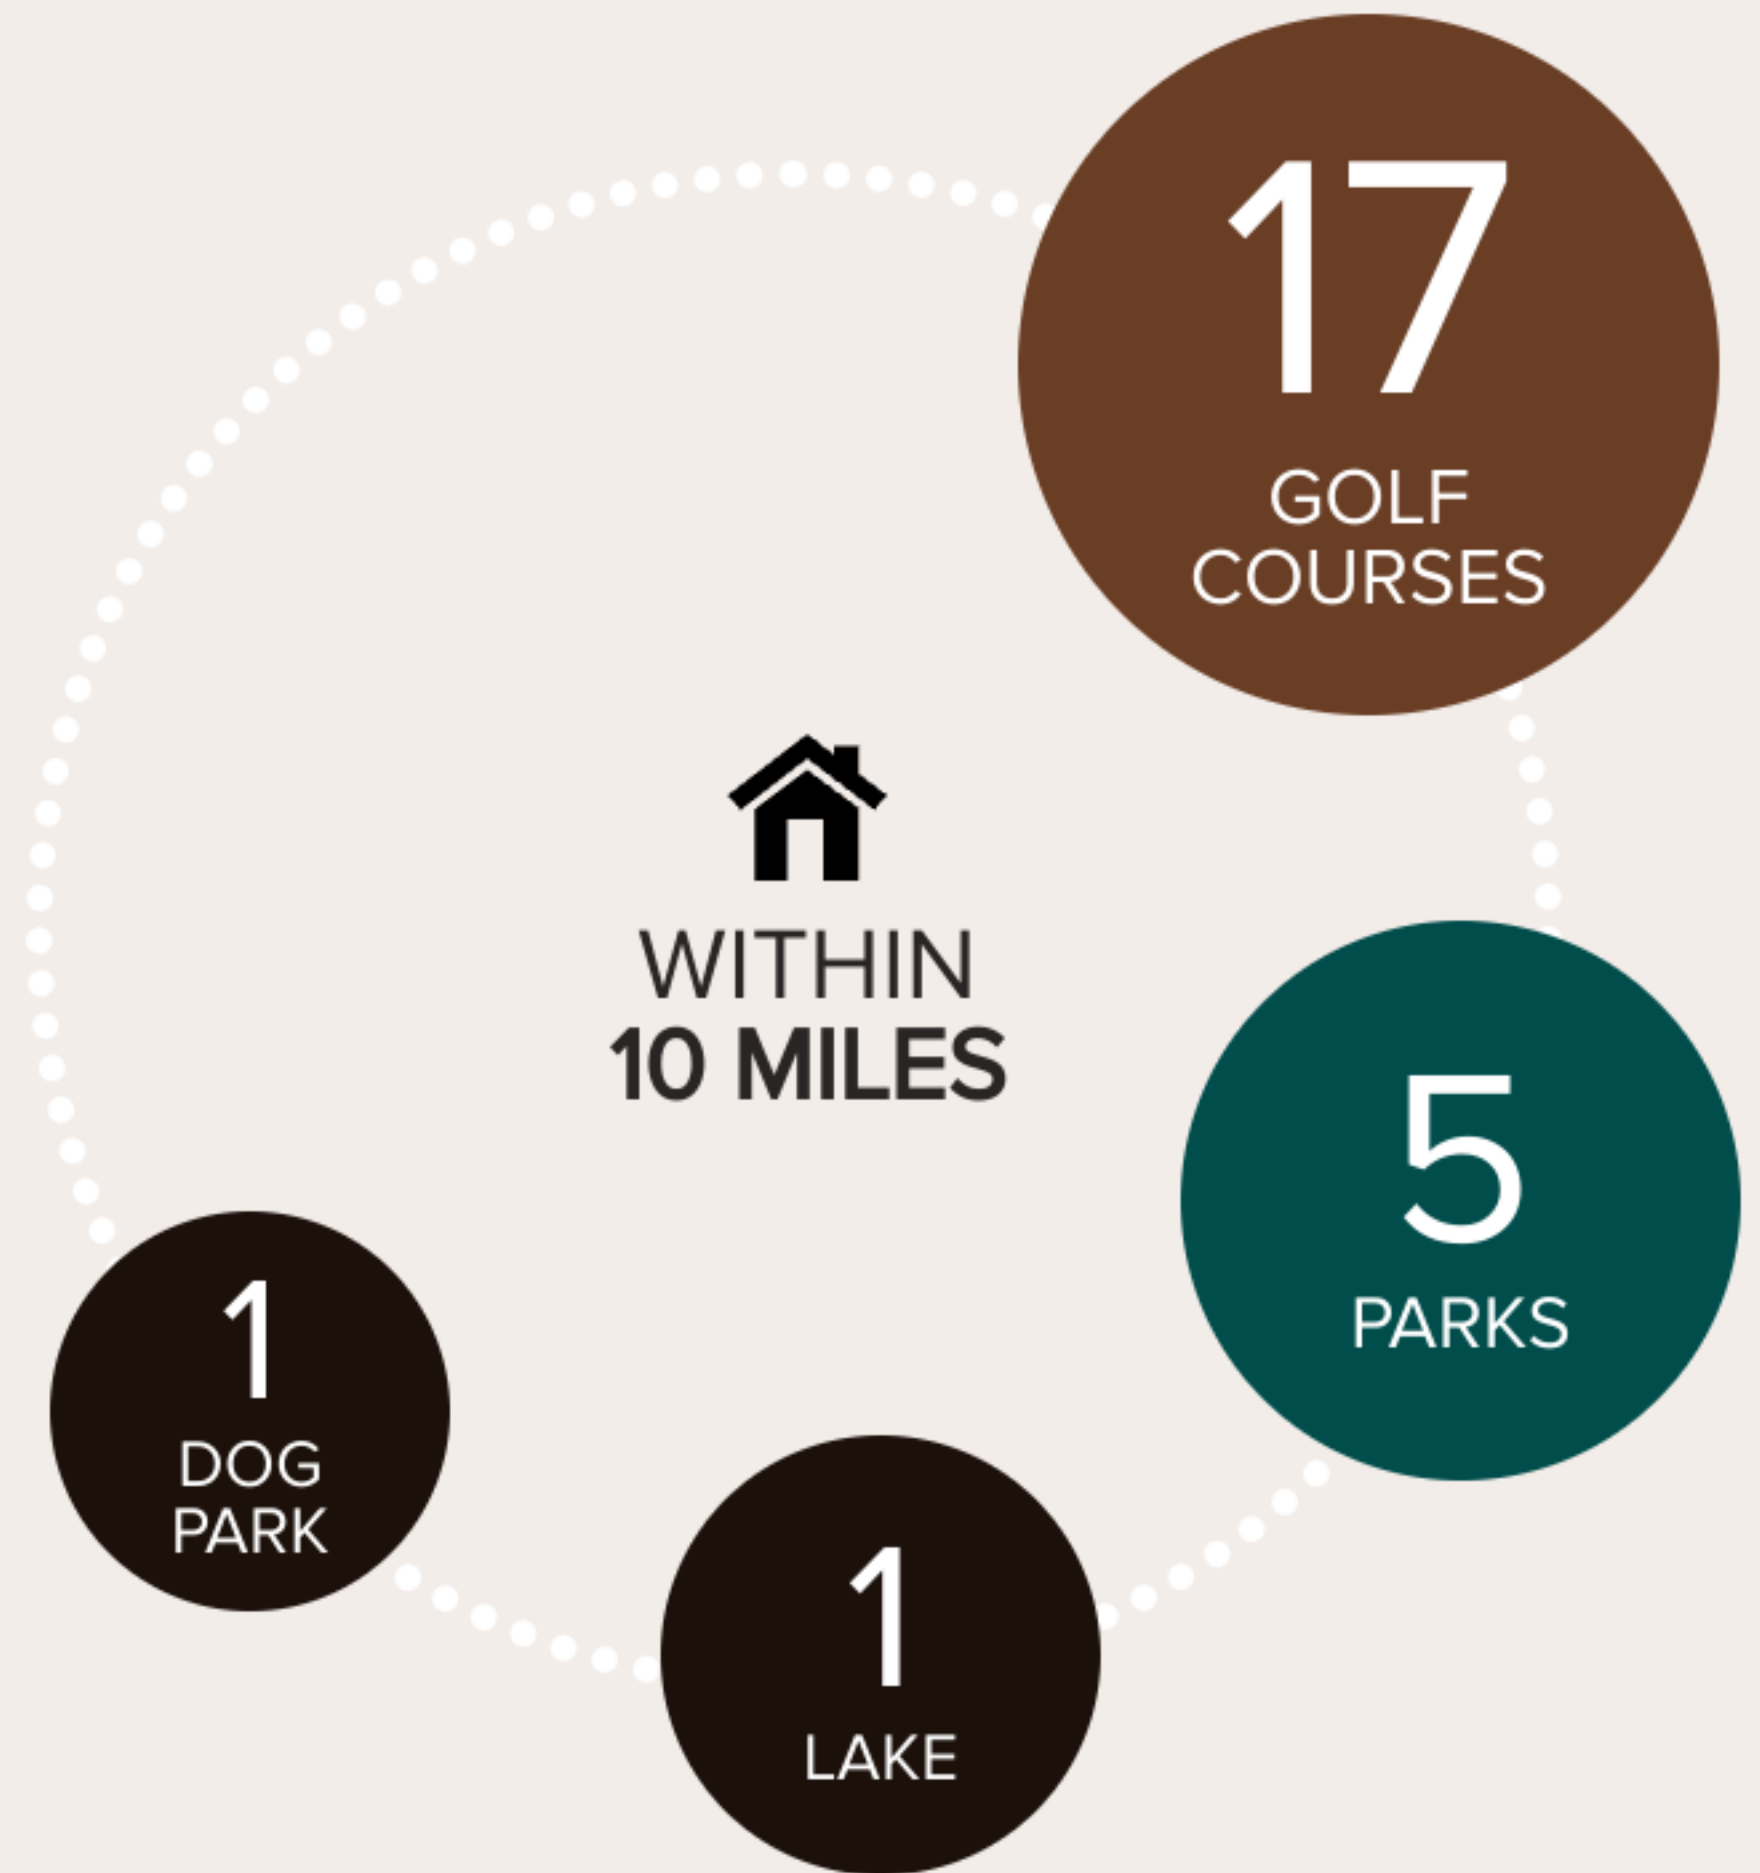 17
GOLF
COURSES
WITHIN
10 MILES
5
PARKS
1
DOG
PARK
1
LAKE